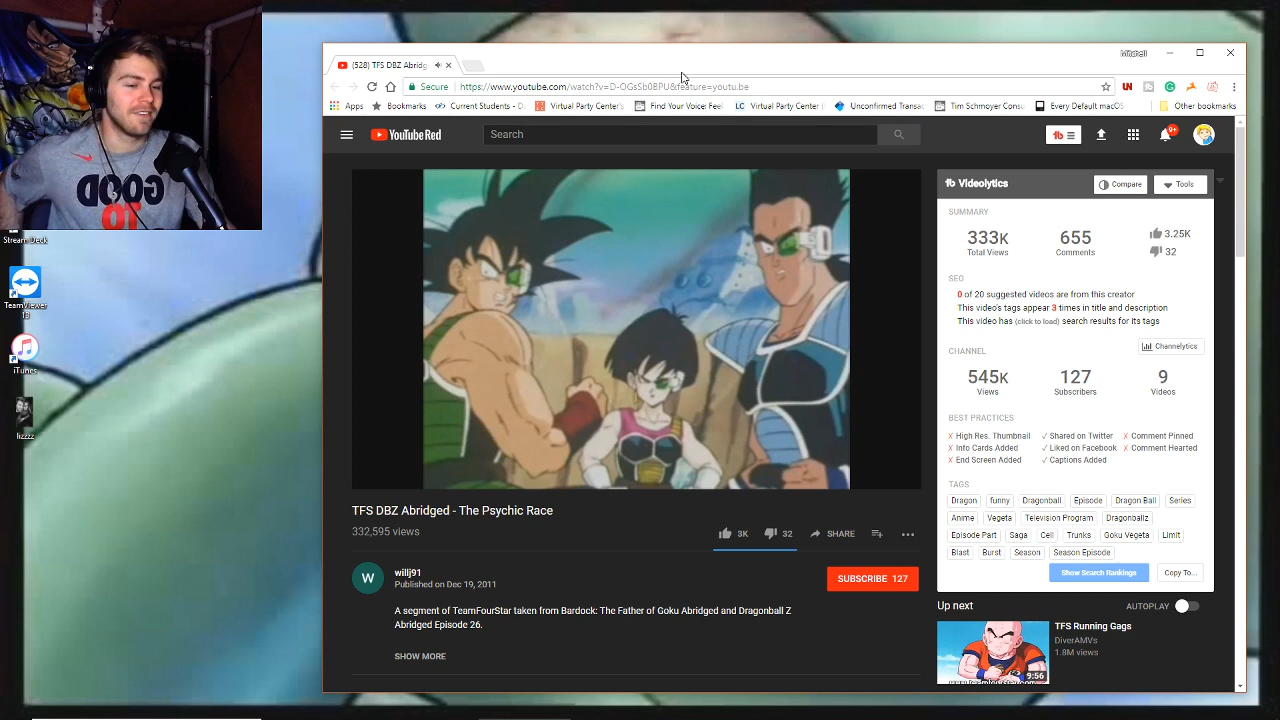 Mitchell
(528) TFS DBZ Abridg
Secure
https://www.youtube.com/watch?v=D-OGsSb0BPU&feature=youtu.be
Apps
Bookmarks
Current Students - D
Virtual Party Center's
Find Your Voice: Feel
Virtual Party Center (
Unconfirmed Transac
Tim Schmoyer Consu
Every Default macOS
Other bookmarks
YouTube Red
Search
9+
GOOD
TO
Stream Deck
TeamViewer
13
iTunes
lizzzz
Videolytics
Compare
Tools
SUMMARY
333K
Total Views
655
Comments
3.25K
32
SEO
0 of 20 suggested videos are from this creator
This video's tags appear 3 times in title and description
This video has (click to load) search results for its tags
CHANNEL
Channelytics
545K
Views
127
Subscribers
9
Videos
BEST PRACTICES
X High Res. Thumbnail
✓ Shared on Twitter
X Comment Pinned
X Info Cards Added
✓ Liked on Facebook
X Comment Hearted
X End Screen Added
✓ Captions Added
TAGS
Dragon funny Dragonball Episode Dragon Ball Series
Anime Vegeta Television Program Dragonballz
Episode Part Saga Cell Trunks Goku Vegeta Limit
Blast Burst Season Season Episode
Show Search Rankings
Copy To...
TFS DBZ Abridged - The Psychic Race
332,595 views
3K
32
SHARE
W
willj91
Published on Dec 19, 2011
SUBSCRIBE 127
A segment of TeamFourStar taken from Bardock: The Father of Goku Abridged and Dragonball Z
Abridged Episode 26.
SHOW MORE
Up next
AUTOPLAY
TFS Running Gags
DiverAMVs
1.8M views
9:56